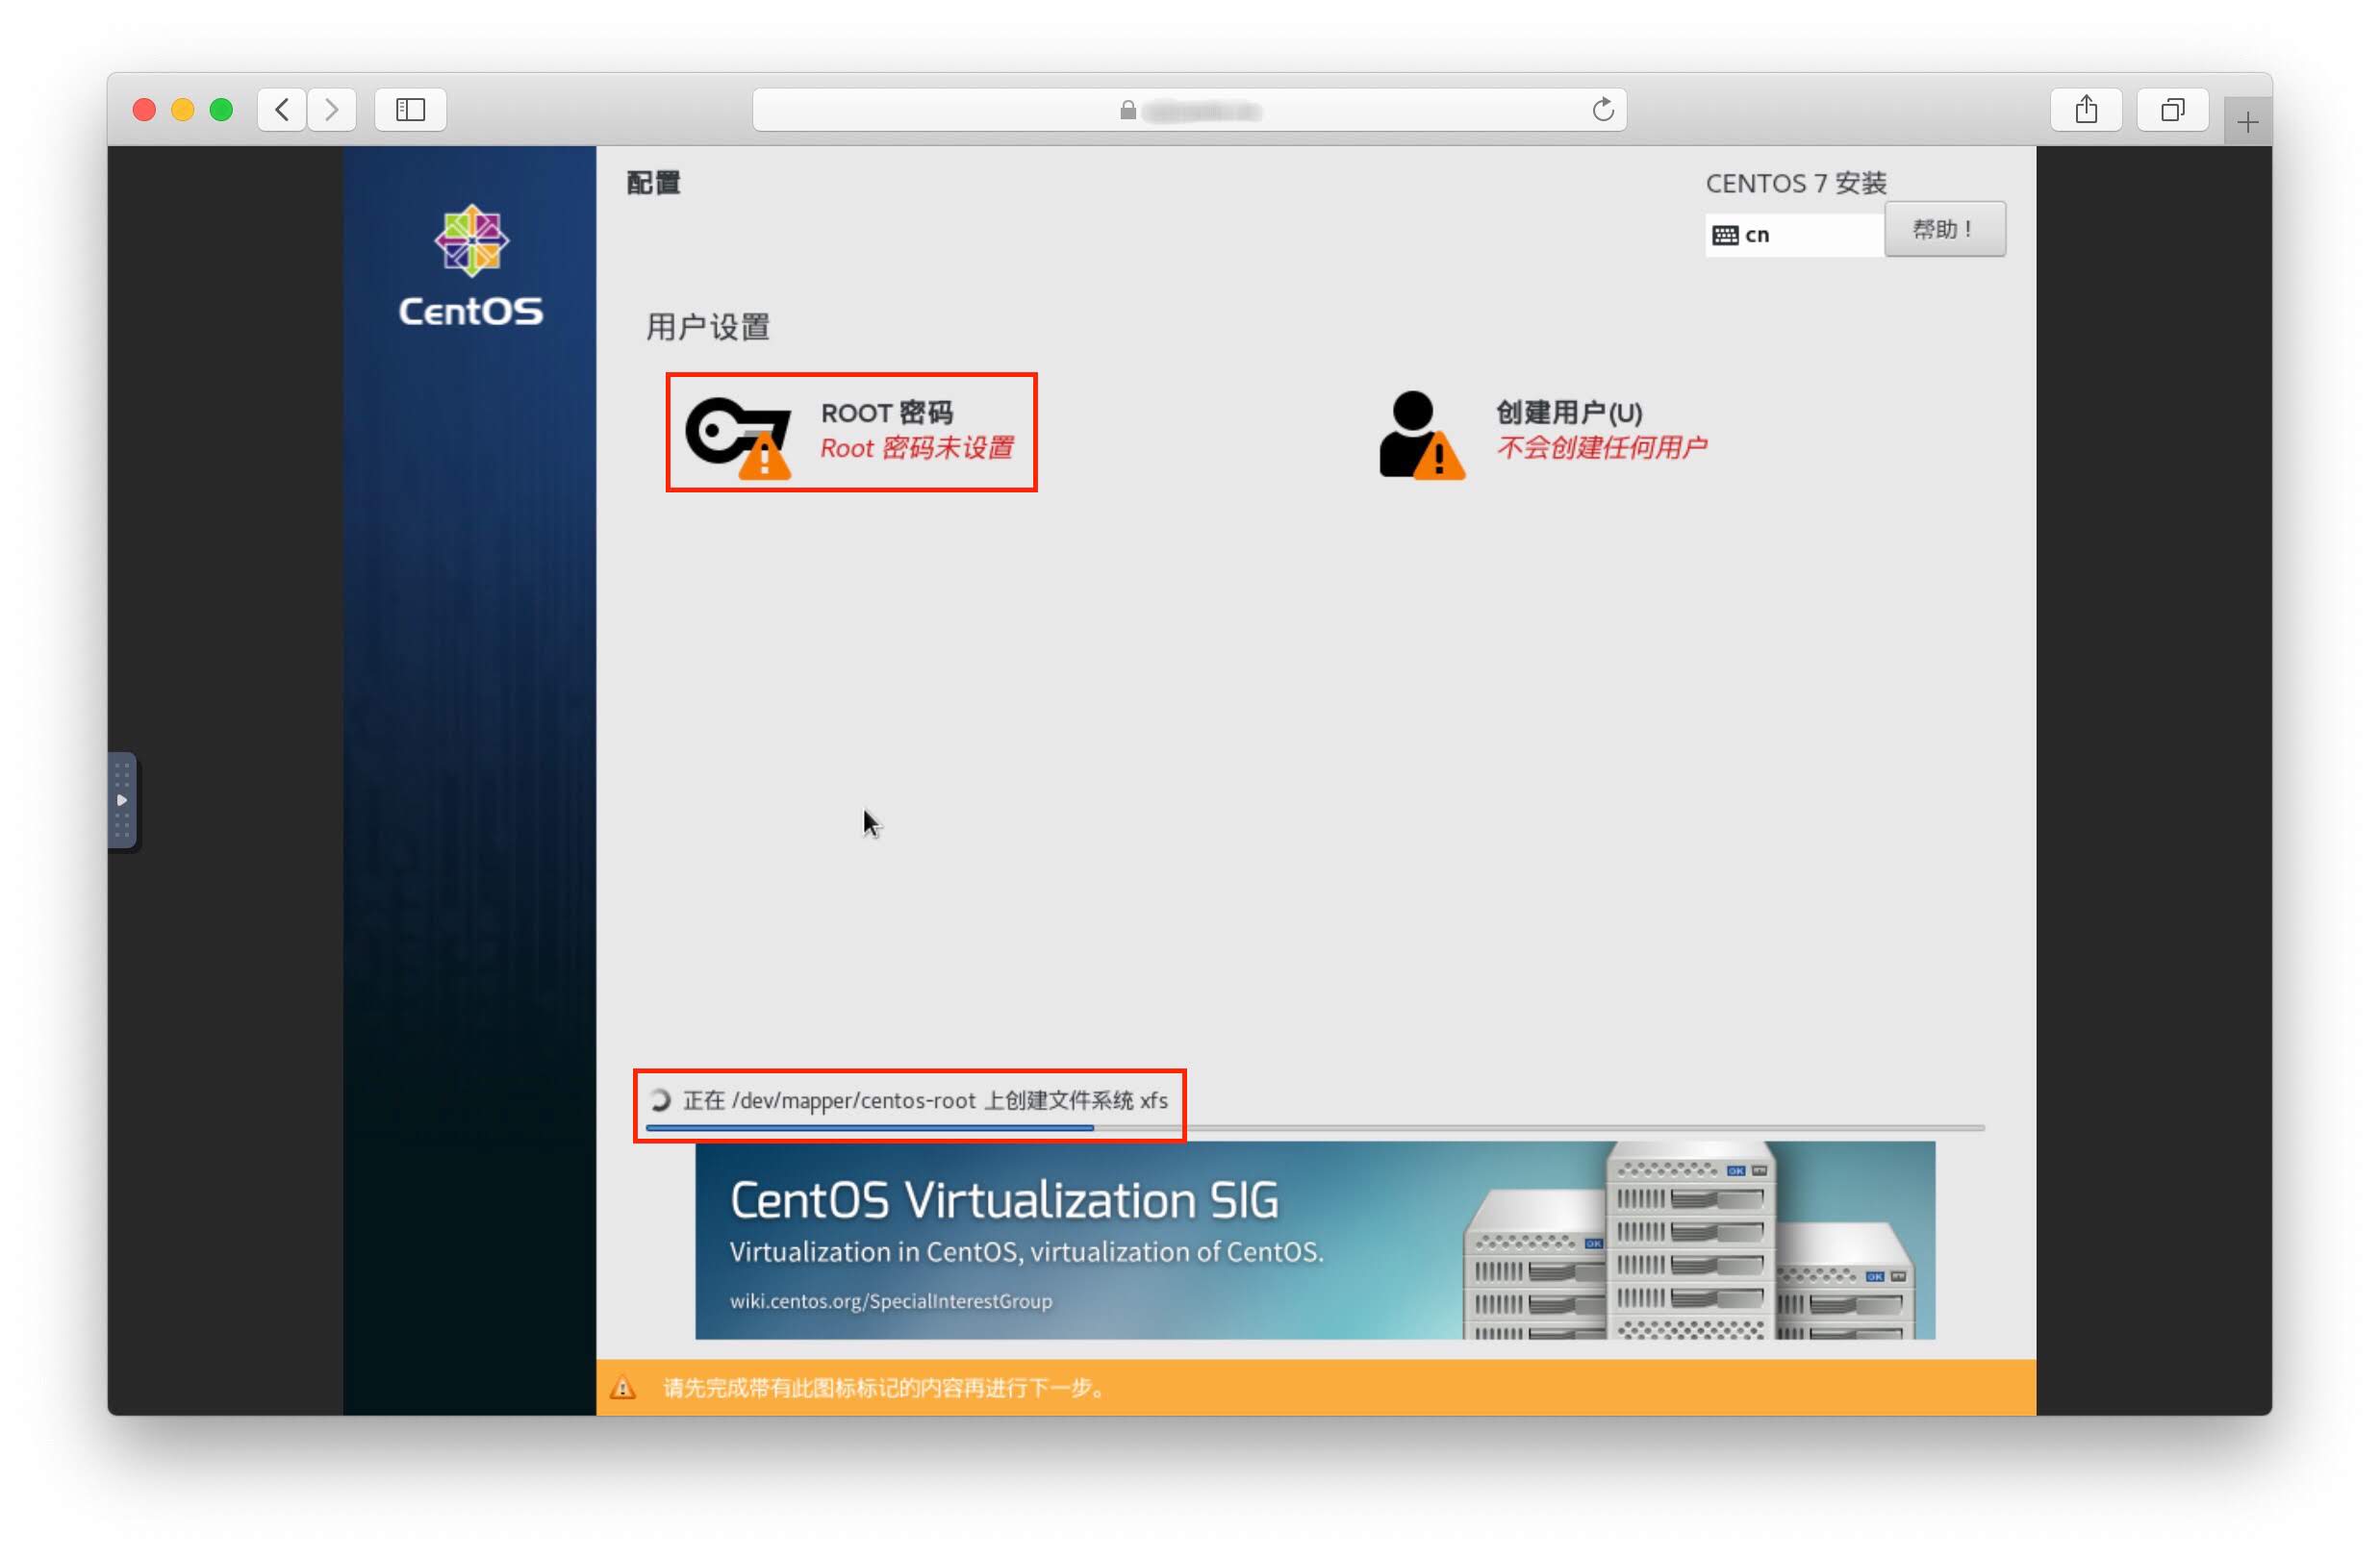 配置
CENTOS 7 安装
cn
帮助！
CentOS
用户设置
ROOT 密码
Root 密码未设置
创建用户(U)
不会创建任何用户
正在 /dev/mapper/centos-root 上创建文件系统 xfs
CentOS Virtualization SIG
Virtualization in CentOS, virtualization of CentOS.
wiki.centos.org/SpecialInterestGroup
OK
OK
OK
请先完成带有此图标标记的内容再进行下一步。